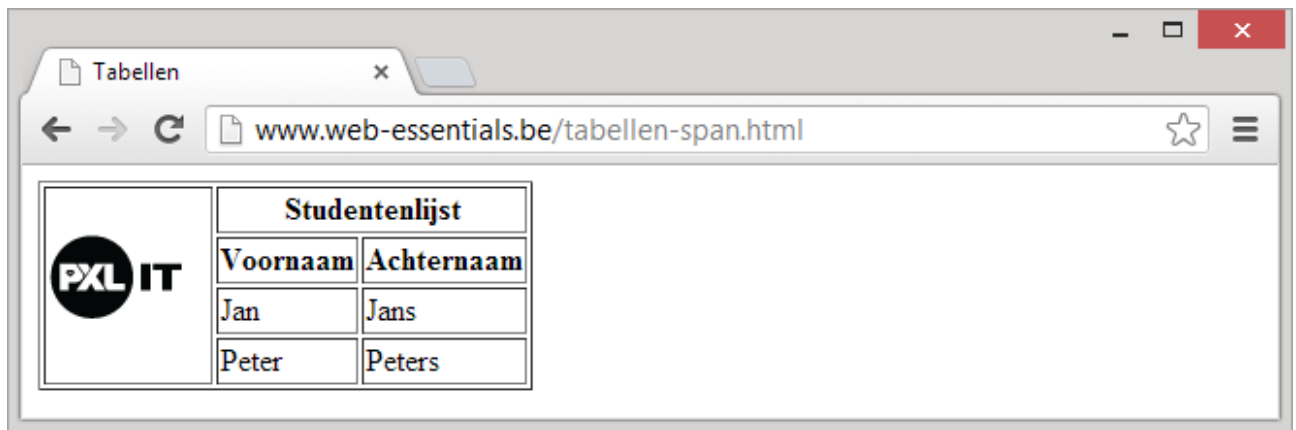 Tabellen
www.web-essentials.be/tabellen-span.html
PXL IT
Studentenlijst
Voornaam Achternaam
Jan Jans
Peter Peters